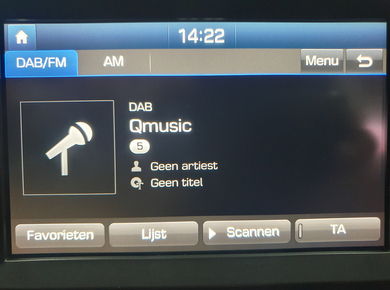 14:22
DAB/FM AM Menu
DAB
Qmusic
5
Geen artiest
Geen titel
Favorieten Lijst Scannen TA